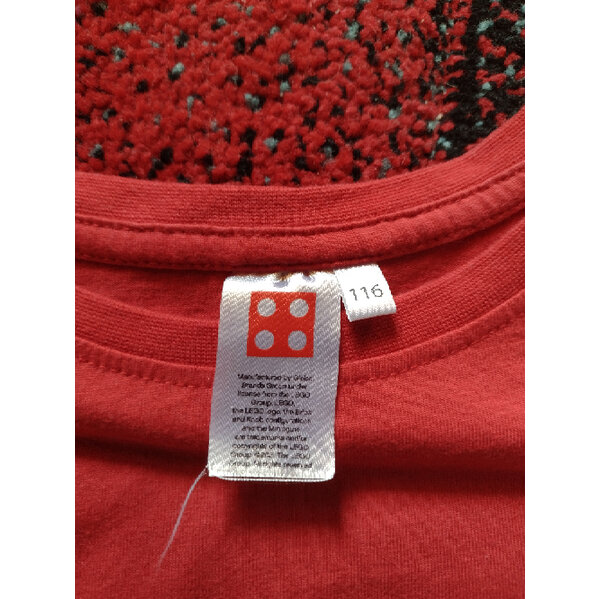 116
Manufactured by
Brands Group under
license from the LEGO
Group. LEGO,
the LEGO logo, the Brick
and Knob configurations
and the Minifigure
are trademarks and/or
copyrights of the LEGO
Group. The LEGO
Group. All rights reserved